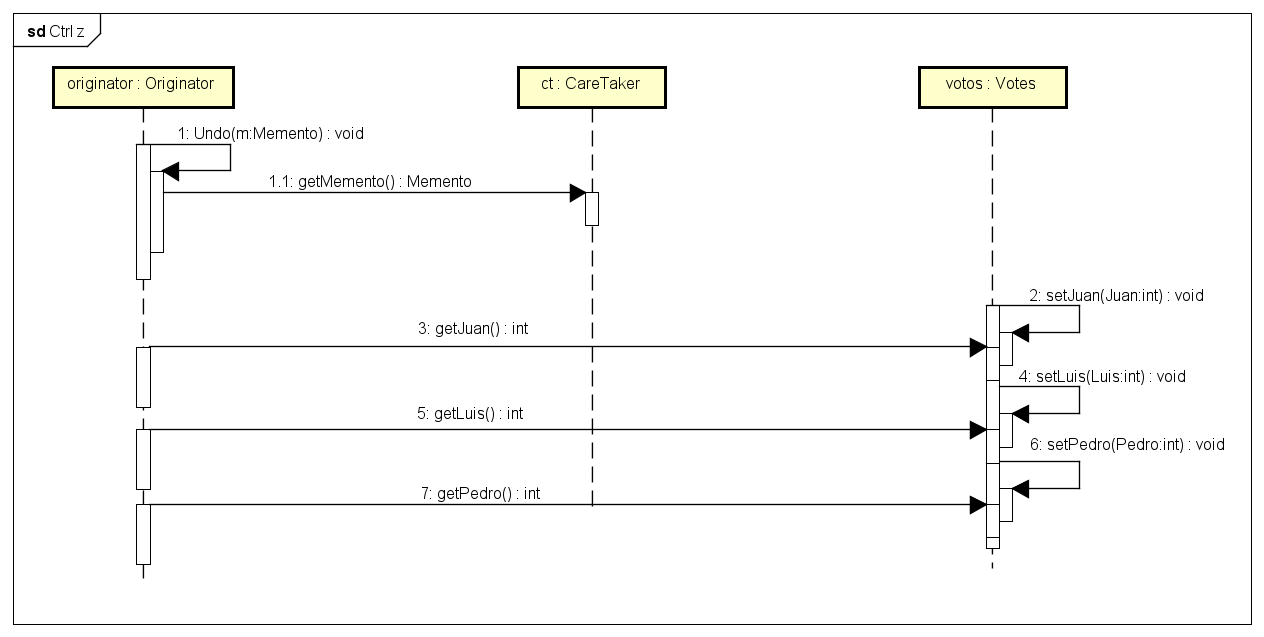 sd Ctrl z
originator : Originator
ct : CareTaker
votos : Votes
1: Undo(m:Memento) : void
1.1: getMemento() : Memento
2: setJuan(Juan:int) : void
3: getJuan() : int
4: setLuis(Luis:int) : void
5: getLuis() : int
6: setPedro(Pedro:int) : void
7: getPedro() : int